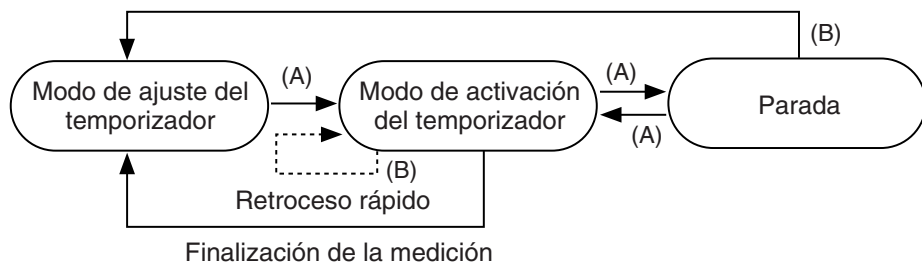 (B)
(A)
(A)
Modo de ajuste del
temporizador
Modo de activación
del temporizador
Parada
(A)
(B)
Retroceso rápido
Finalización de la medición